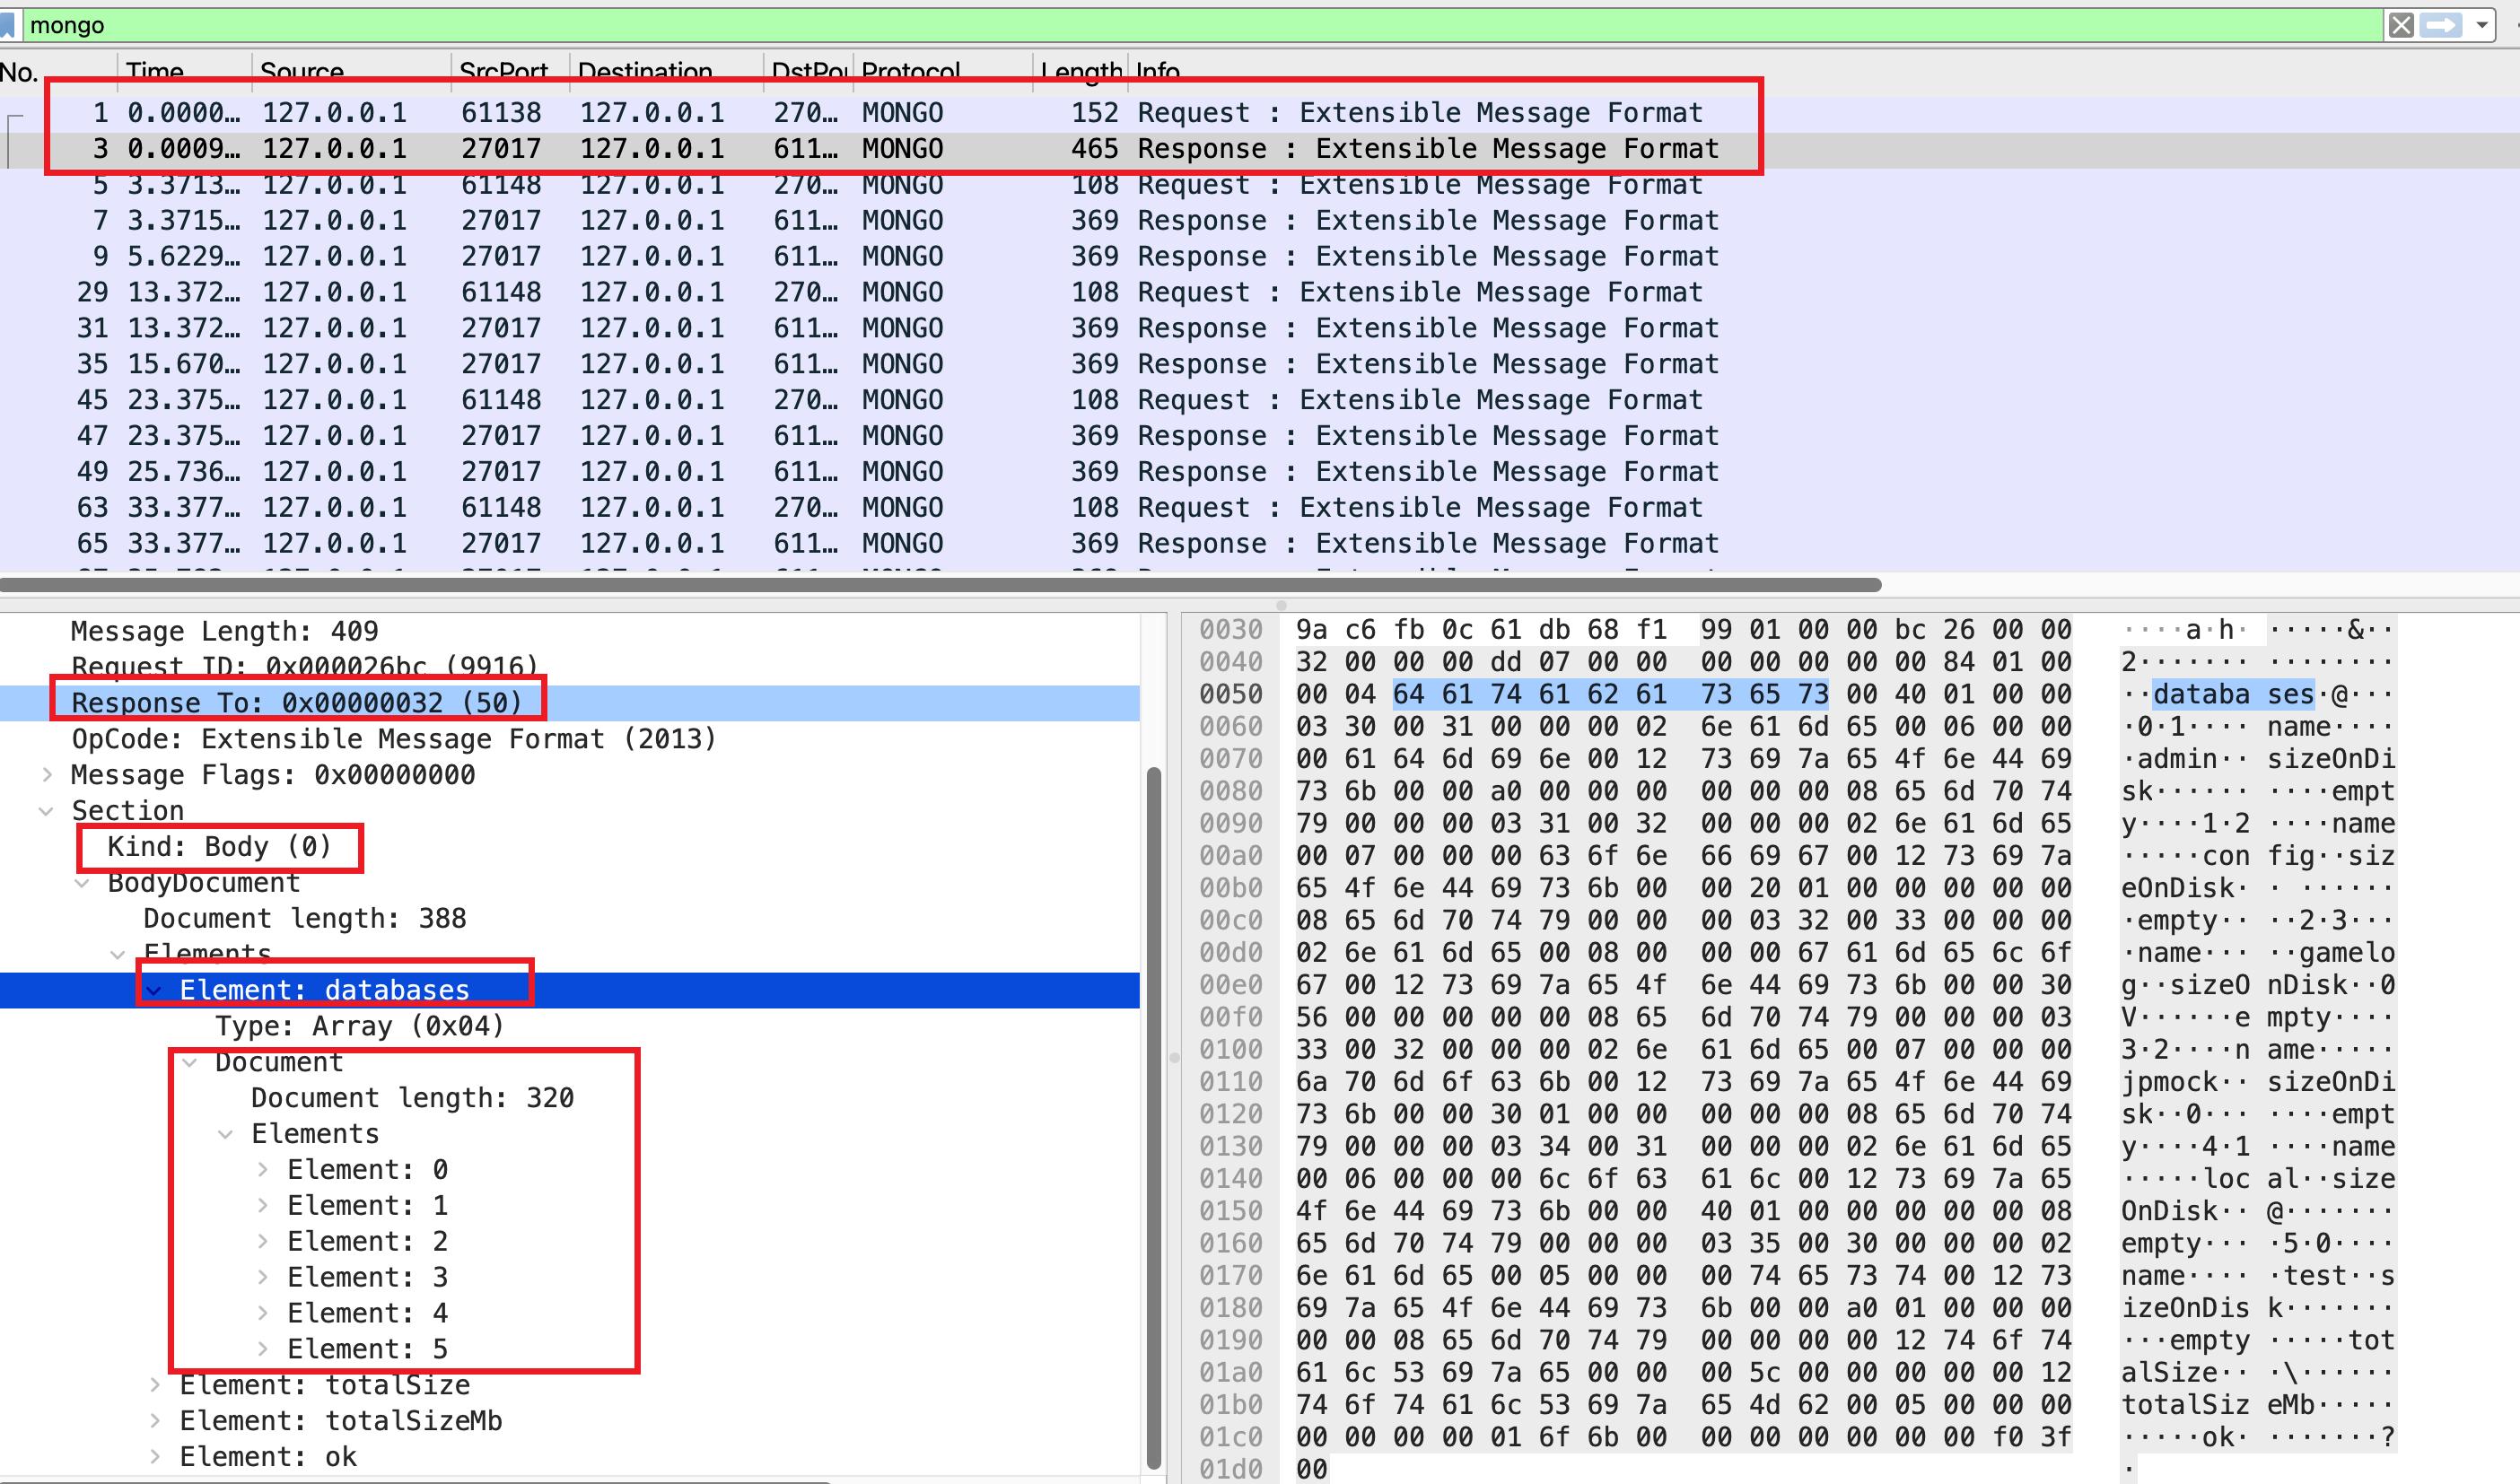 mongo
No. Time Source SrcPort Destination DstPo Protocol Length Info
1 0.0000… 127.0.0.1 61138 127.0.0.1 270… MONGO 152 Request : Extensible Message Format
3 0.0009… 127.0.0.1 27017 127.0.0.1 611… MONGO 465 Response : Extensible Message Format
5 3.3713… 127.0.0.1 61148 127.0.0.1 270… MONGO 108 Request : Extensible Message Format
7 3.3715… 127.0.0.1 27017 127.0.0.1 611… MONGO 369 Response : Extensible Message Format
9 5.6229… 127.0.0.1 27017 127.0.0.1 611… MONGO 369 Response : Extensible Message Format
29 13.372… 127.0.0.1 61148 127.0.0.1 270… MONGO 108 Request : Extensible Message Format
31 13.372… 127.0.0.1 27017 127.0.0.1 611… MONGO 369 Response : Extensible Message Format
35 15.670… 127.0.0.1 27017 127.0.0.1 611… MONGO 369 Response : Extensible Message Format
45 23.375… 127.0.0.1 61148 127.0.0.1 270… MONGO 108 Request : Extensible Message Format
47 23.375… 127.0.0.1 27017 127.0.0.1 611… MONGO 369 Response : Extensible Message Format
49 25.736… 127.0.0.1 27017 127.0.0.1 611… MONGO 369 Response : Extensible Message Format
63 33.377… 127.0.0.1 61148 127.0.0.1 270… MONGO 108 Request : Extensible Message Format
65 33.377… 127.0.0.1 27017 127.0.0.1 611… MONGO 369 Response : Extensible Message Format
Message Length: 409
Request ID: 0x000026bc (9916)
Response To: 0x00000032 (50)
OpCode: Extensible Message Format (2013)
Message Flags: 0x00000000
Section
Kind: Body (0)
BodyDocument
Document length: 388
Elements
Element: databases
Type: Array (0x04)
Document
Document length: 320
Elements
Element: 0
Element: 1
Element: 2
Element: 3
Element: 4
Element: 5
Element: totalSize
Element: totalSizeMb
Element: ok
0030 9a c6 fb 0c 61 db 68 f1 99 01 00 00 bc 26 00 00 ····a·h· ·····&··
0040 32 00 00 00 dd 07 00 00 00 00 00 00 00 84 01 00 2······· ········
0050 00 04 64 61 74 61 62 61 73 65 73 00 40 01 00 00 ··databa ses·@···
0060 03 30 00 31 00 00 00 02 6e 61 6d 65 00 06 00 00 ·0·1···· name····
0070 00 61 64 6d 69 6e 00 12 73 69 7a 65 4f 6e 44 69 ·admin·· sizeOnDi
0080 73 6b 00 00 a0 00 00 00 00 00 00 08 65 6d 70 74 sk······ ····empt
0090 79 00 00 00 03 31 00 32 00 00 00 02 6e 61 6d 65 y····1·2 ····name
00a0 00 07 00 00 00 63 6f 6e 66 69 67 00 12 73 69 7a ·····con fig··siz
00b0 65 4f 6e 44 69 73 6b 00 00 20 01 00 00 00 00 00 eOnDisk· · ······
00c0 08 65 6d 70 74 79 00 00 00 03 32 00 33 00 00 00 ·empty·· ··2·3···
00d0 02 6e 61 6d 65 00 08 00 00 00 67 61 6d 65 6c 6f ·name··· ··gamelo
00e0 67 00 12 73 69 7a 65 4f 6e 44 69 73 6b 00 00 30 g··sizeO nDisk··0
00f0 56 00 00 00 00 00 08 65 6d 70 74 79 00 00 00 03 V······e mpty····
0100 33 00 32 00 00 00 02 6e 61 6d 65 00 07 00 00 00 3·2····n ame·····
0110 6a 70 6d 6f 63 6b 00 12 73 69 7a 65 4f 6e 44 69 jpmock·· sizeOnDi
0120 73 6b 00 00 30 01 00 00 00 00 00 08 65 6d 70 74 sk··0··· ····empt
0130 79 00 00 00 03 34 00 31 00 00 00 02 6e 61 6d 65 y····4·1 ····name
0140 00 06 00 00 00 6c 6f 63 61 6c 00 12 73 69 7a 65 ·····loc al··size
0150 4f 6e 44 69 73 6b 00 00 40 01 00 00 00 00 00 08 OnDisk·· @·······
0160 65 6d 70 74 79 00 00 00 03 35 00 30 00 00 00 02 empty··· ·5·0····
0170 6e 61 6d 65 00 05 00 00 00 74 65 73 74 00 12 73 name···· ·test··s
0180 69 7a 65 4f 6e 44 69 73 6b 00 00 a0 01 00 00 00 izeOnDis k·······
0190 00 00 08 65 6d 70 74 79 00 00 00 00 12 74 6f 74 ···empty ·····tot
01a0 61 6c 53 69 7a 65 00 00 00 5c 00 00 00 00 00 12 alSize·· ·\······
01b0 74 6f 74 61 6c 53 69 7a 65 4d 62 00 05 00 00 00 totalSiz eMb·····
01c0 00 00 00 00 01 6f 6b 00 00 00 00 00 00 00 f0 3f ·····ok· ·······?
01d0 00 ·